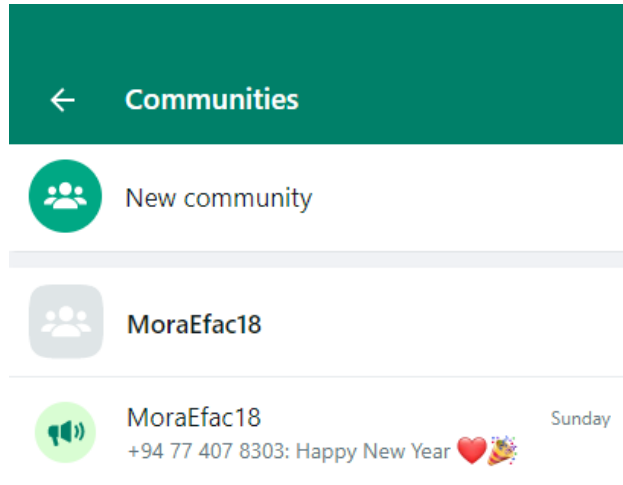 Communities
New community
MoraEfac18
MoraEfac18 Sunday
+94 77 407 8303: Happy New Year ❤️🎉